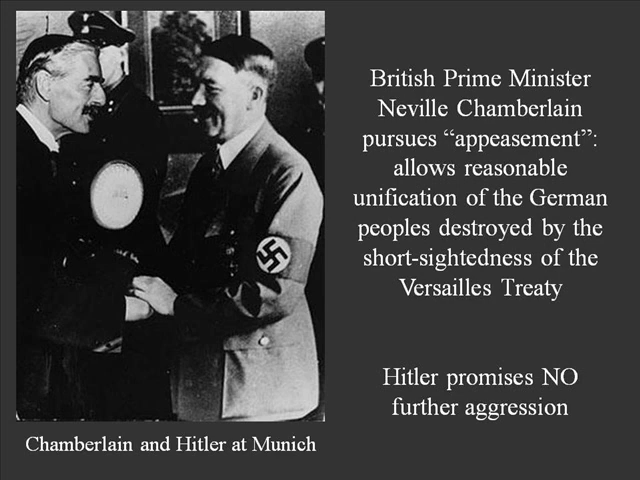 British Prime Minister
Neville Chamberlain
pursues “appeasement”:
allows reasonable
unification of the German
peoples destroyed by the
short-sightedness of the
Versailles Treaty
Hitler promises NO
further aggression
Chamberlain and Hitler at Munich